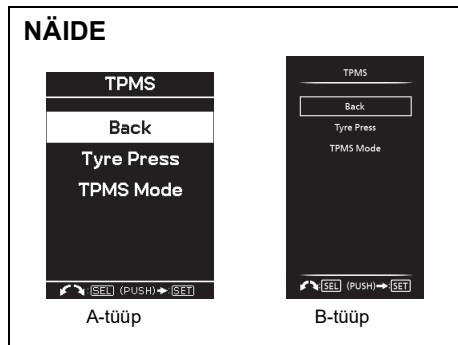 NÄIDE
TPMS
Back
Tyre Press
TPMS Mode
:SEL (PUSH)➔:SET
A-tüüp
TPMS
Back
Tyre Press
TPMS Mode
:SEL (PUSH)➔:SET
B-tüüp